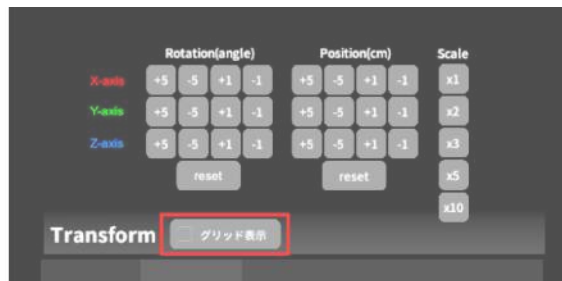 Rotation(angle) Position(cm) Scale
X-axis +5 -5 +1 -1 +5 -5 +1 -1 x1
Y-axis +5 -5 +1 -1 +5 -5 +1 -1 x2
Z-axis +5 -5 +1 -1 +5 -5 +1 -1 x3
reset reset x5
x10
Transform グリッド表示